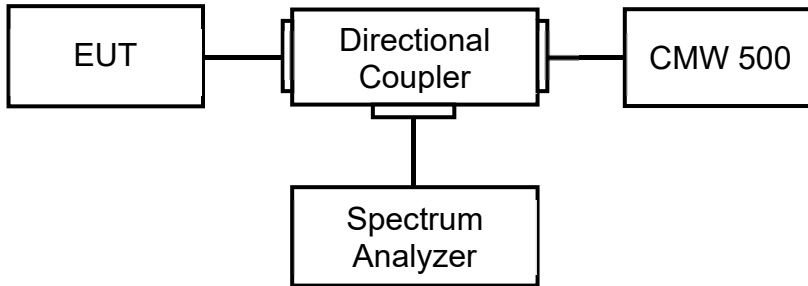 EUT
Directional
Coupler
CMW 500
Spectrum
Analyzer